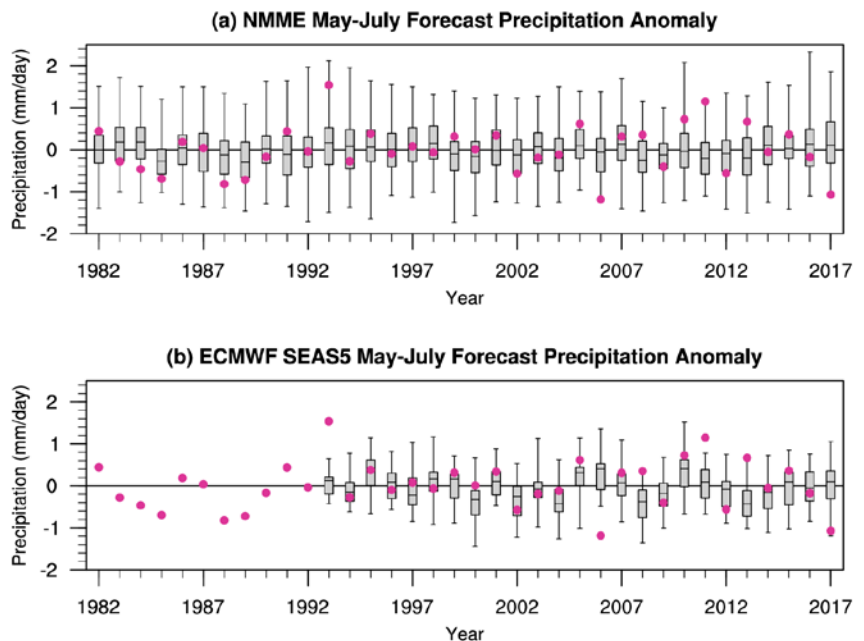 (a) NMME May-July Forecast Precipitation Anomaly
Precipitation (mm/day)
2
1
0
-1
-2
1982 1987 1992 1997 2002 2007 2012 2017
Year
(b) ECMWF SEAS5 May-July Forecast Precipitation Anomaly
Precipitation (mm/day)
2
1
0
-1
-2
1982 1987 1992 1997 2002 2007 2012 2017
Year